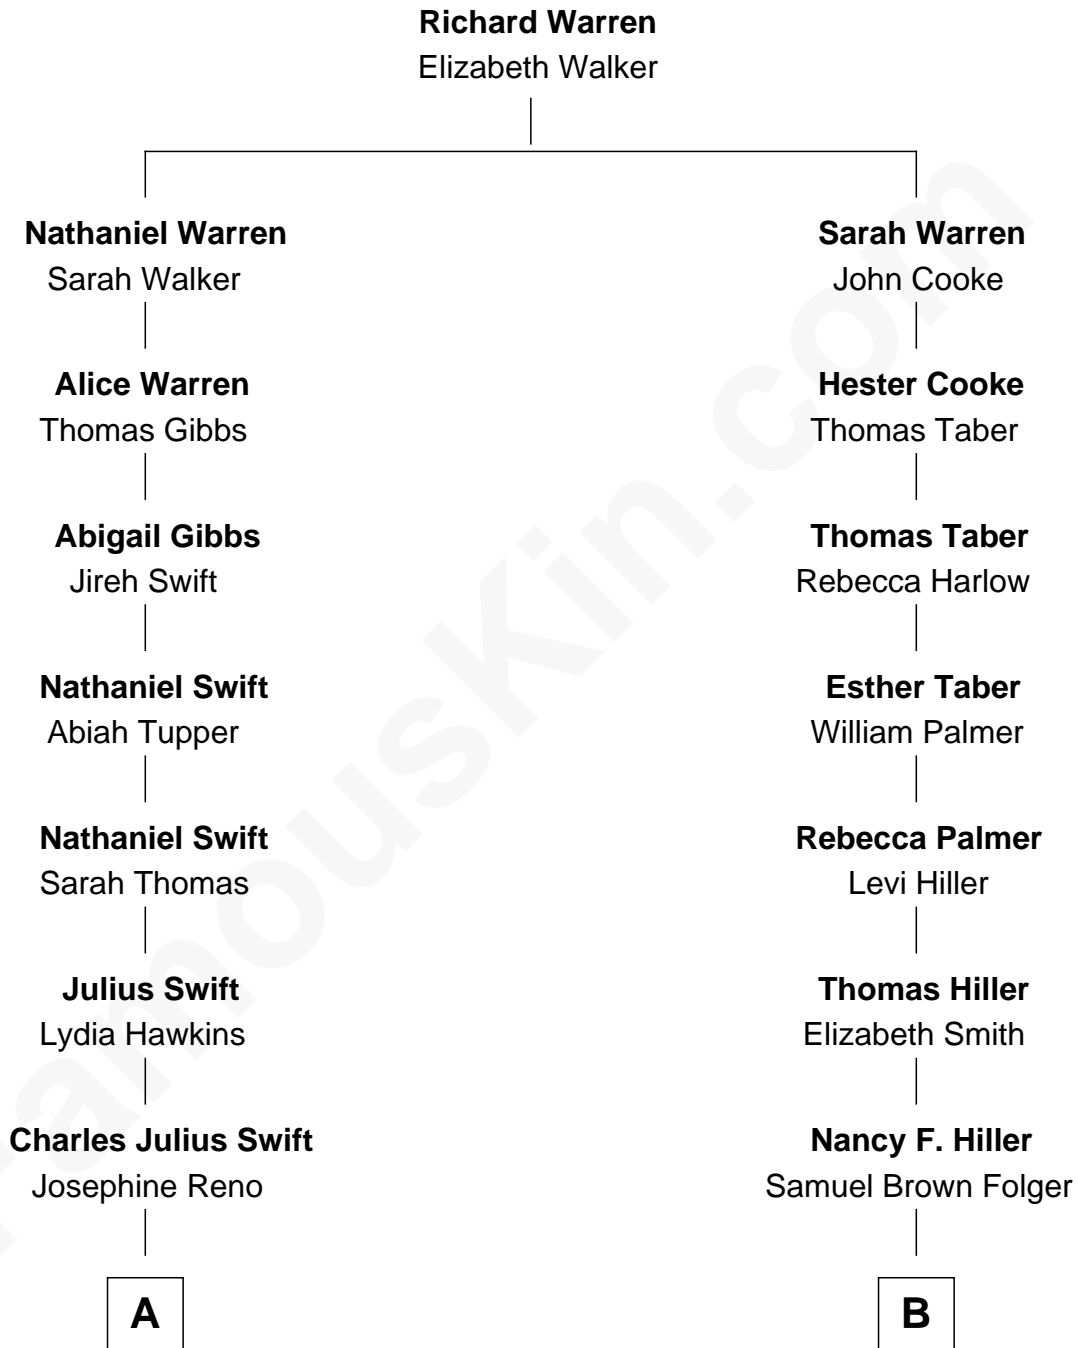 Richard Warren
Elizabeth Walker
Nathaniel Warren
Sarah Walker
Sarah Warren
John Cooke
Alice Warren
Thomas Gibbs
Hester Cooke
Thomas Taber
Abigail Gibbs
Jireh Swift
Thomas Taber
Rebecca Harlow
Nathaniel Swift
Abiah Tupper
Esther Taber
William Palmer
Nathaniel Swift
Sarah Thomas
Rebecca Palmer
Levi Hiller
Julius Swift
Lydia Hawkins
Thomas Hiller
Elizabeth Smith
Charles Julius Swift
Josephine Reno
Nancy F. Hiller
Samuel Brown Folger
A
B
FamousKin.com